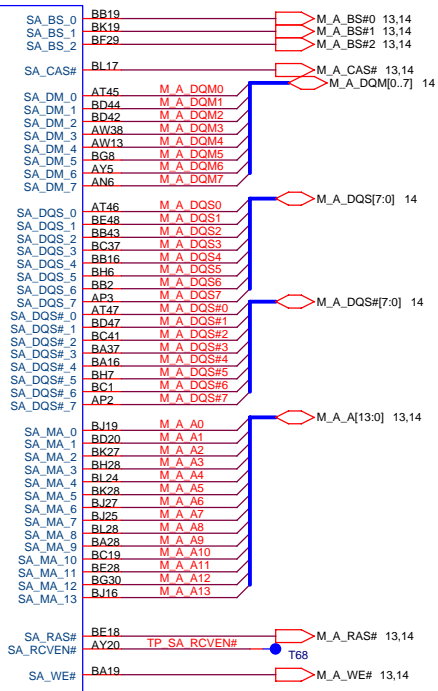 SA_BS_0 BB19 M_A_BS#0 13,14
SA_BS_1 BK19 M_A_BS#1 13,14
SA_BS_2 BF29 M_A_BS#2 13,14
SA_CAS# BL17 M_A_CAS# 13,14
M_A_DQM[0..7] 14
SA_DM_0 AT45 M_A_DQM0
SA_DM_1 BD44 M_A_DQM1
SA_DM_2 BD42 M_A_DQM2
SA_DM_3 AW38 M_A_DQM3
SA_DM_4 AW13 M_A_DQM4
SA_DM_5 BG8 M_A_DQM5
SA_DM_6 AY5 M_A_DQM6
SA_DM_7 AN6 M_A_DQM7
M_A_DQS[7:0] 14
SA_DQS_0 AT46 M_A_DQS0
SA_DQS_1 BE48 M_A_DQS1
SA_DQS_2 BB43 M_A_DQS2
SA_DQS_3 BC37 M_A_DQS3
SA_DQS_4 BB16 M_A_DQS4
SA_DQS_5 BH6 M_A_DQS5
SA_DQS_6 BB2 M_A_DQS6
SA_DQS_7 AP3 M_A_DQS7
M_A_DQS#[7:0] 14
SA_DQS#_0 AT47 M_A_DQS#0
SA_DQS#_1 BD47 M_A_DQS#1
SA_DQS#_2 BC41 M_A_DQS#2
SA_DQS#_3 BA37 M_A_DQS#3
SA_DQS#_4 BA16 M_A_DQS#4
SA_DQS#_5 BH7 M_A_DQS#5
SA_DQS#_6 BC1 M_A_DQS#6
SA_DQS#_7 AP2 M_A_DQS#7
M_A_A[13:0] 13,14
SA_MA_0 BJ19 M_A_A0
SA_MA_1 BD20 M_A_A1
SA_MA_2 BK27 M_A_A2
SA_MA_3 BH28 M_A_A3
SA_MA_4 BL24 M_A_A4
SA_MA_5 BK28 M_A_A5
SA_MA_6 BJ27 M_A_A6
SA_MA_7 BJ25 M_A_A7
SA_MA_8 BL28 M_A_A8
SA_MA_9 BA28 M_A_A9
SA_MA_10 BC19 M_A_A10
SA_MA_11 BE28 M_A_A11
SA_MA_12 BG30 M_A_A12
SA_MA_13 BJ16 M_A_A13
SA_RAS# BE18 M_A_RAS# 13,14
SA_RCVEN# AY20 TP_SA_RCVEN# T68
SA_WE# BA19 M_A_WE# 13,14